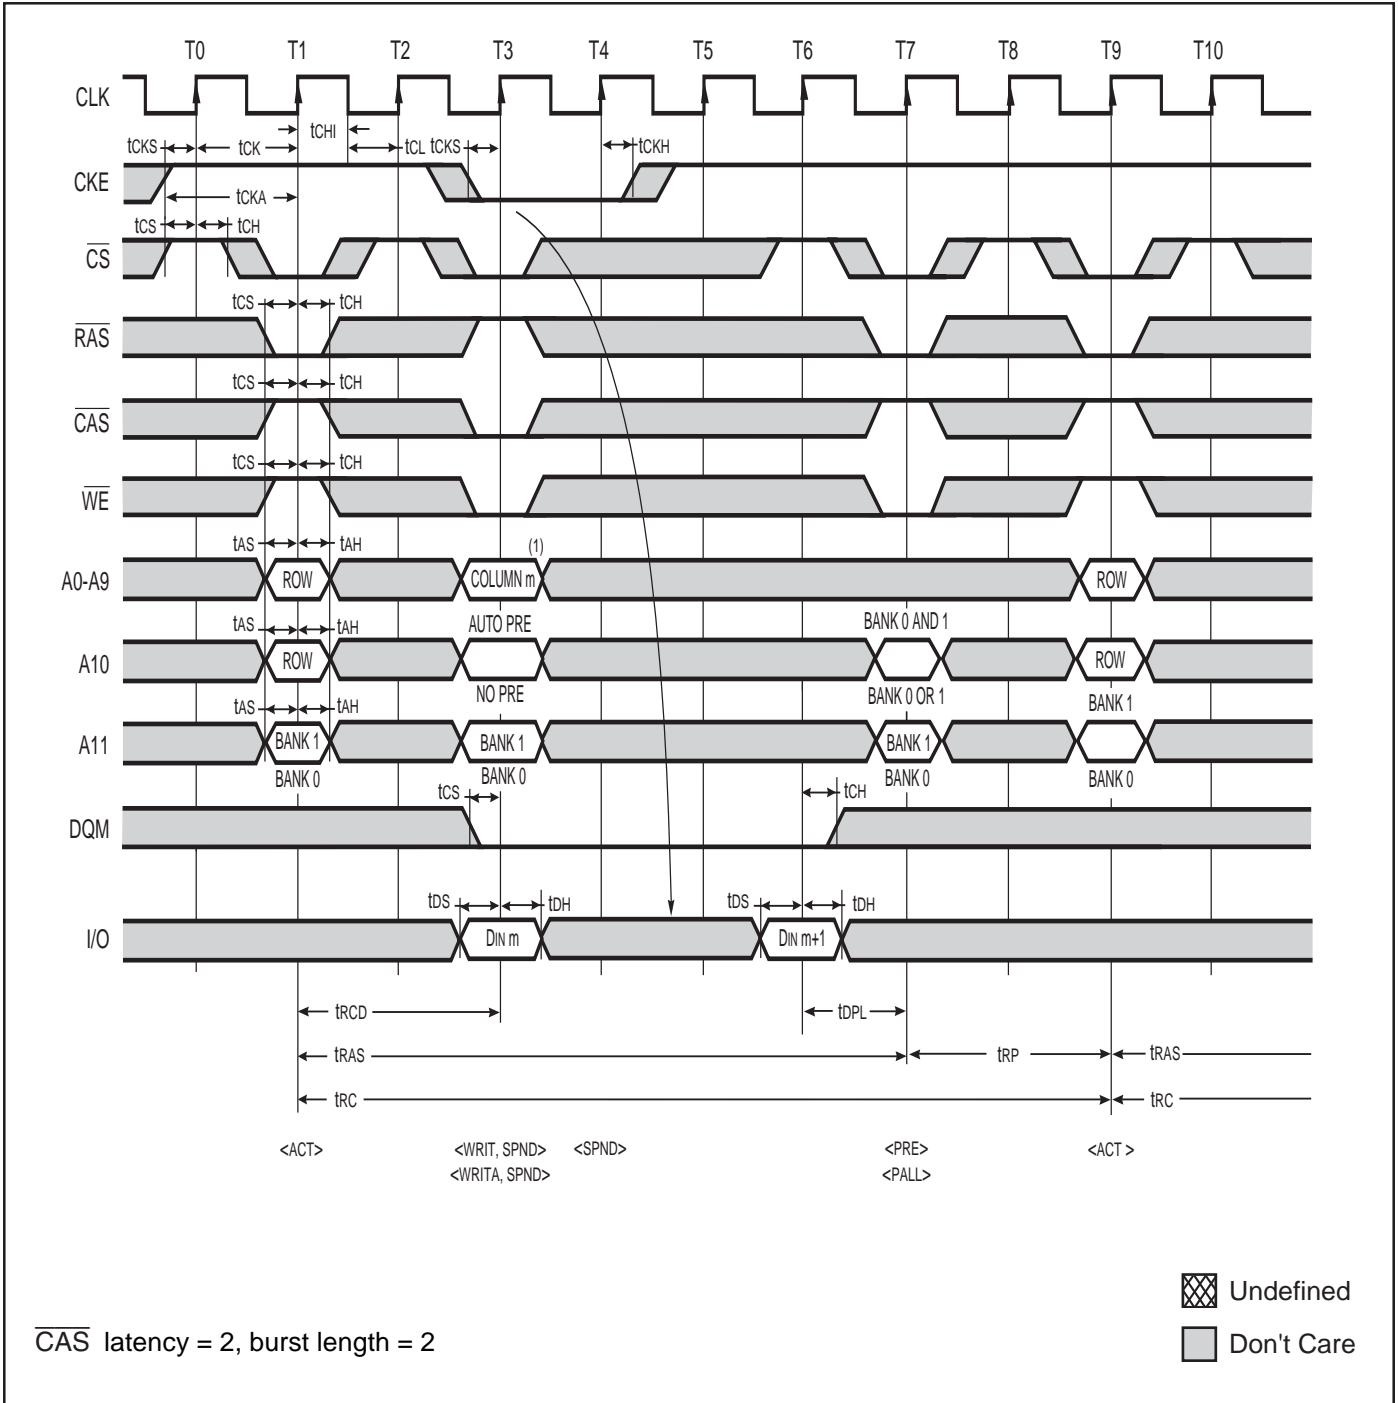 T0 T1 T2 T3 T4 T5 T6 T7 T8 T9 T10
CLK
tCHI
tCKS tCK tCL tCKS tCKH
CKE
tCKA
tCS tCH
CS
tCS tCH
RAS
tCS tCH
CAS
tCS tCH
WE
tAS tAH (1)
A0-A9 ROW COLUMN m ROW
tAS tAH AUTO PRE BANK 0 AND 1
A10 ROW ROW
NO PRE BANK 0 OR 1 BANK 1
tAS tAH
A11 BANK 1 BANK 1 BANK 1
BANK 0 BANK 0 BANK 0 BANK 0
tCS tCH
DQM
tDS tDH tDS tDH
I/O DIN m DIN m+1
tRCD tDPL
tRAS tRP tRAS
tRC tRC
<ACT> <WRIT, SPND> <SPND> <PRE> <ACT >
<WRITA, SPND> <PALL>
Undefined
CAS latency = 2, burst length = 2
Don't Care